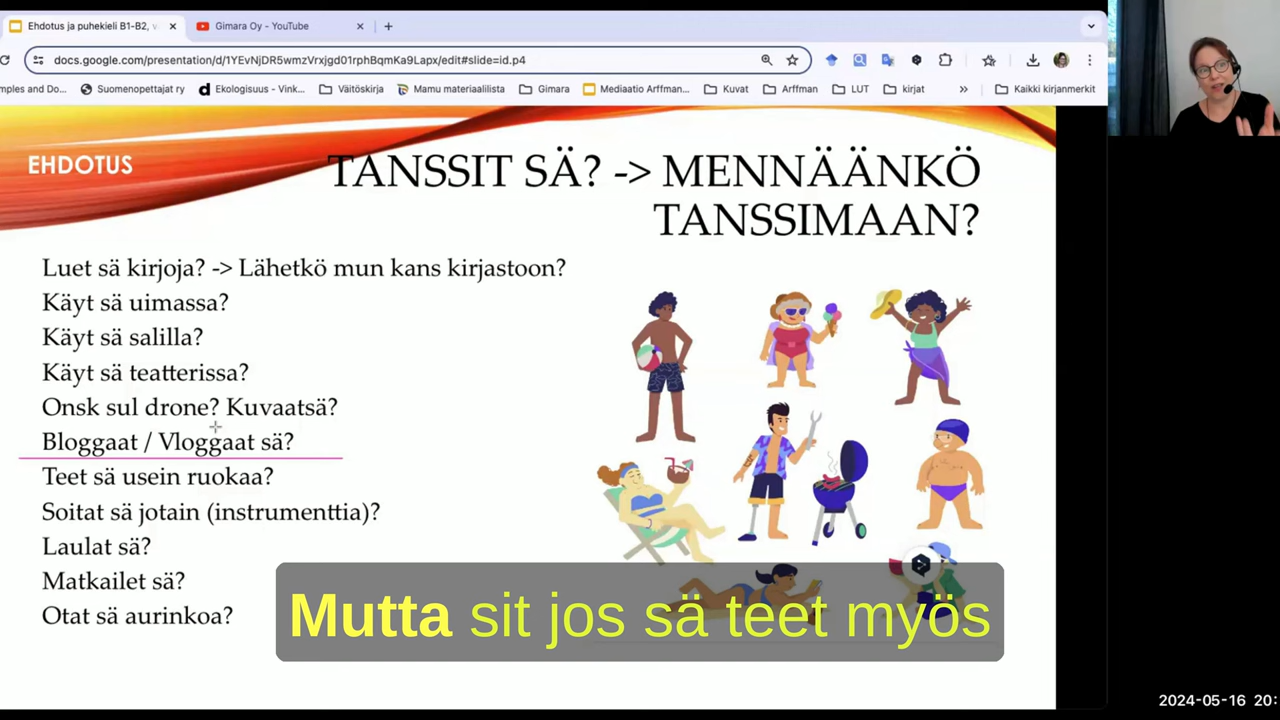 Ehdotus ja puhekieli B1-B2, v
Gimara Oy - YouTube
docs.google.com/presentation/d/1YEvNjDR5wmzVrxjgd01rphBqmKa9Lapx/edit#slide=id.p4
mples and Do...
Suomenopettajat ry
Ekologisuus - Vink...
Väitöskirja
Mamu materiaalilista
Gimara
Mediaatio Arffman...
Kuvat
Arffman
LUT
kirjat
»
Kaikki kirjanmerkit
EHDOTUS
TANSSIT SÄ? -> MENNÄÄNKÖ
TANSSIMAAN?
Luet sä kirjoja? -> Lähetkö mun kans kirjastoon?
Käyt sä uimassa?
Käyt sä salilla?
Käyt sä teatterissa?
Onsk sul drone? Kuvaatsä?
Bloggaat / Vloggaat sä?
Teet sä usein ruokaa?
Soitat sä jotain (instrumenttia)?
Laulat sä?
Matkailet sä?
Otat sä aurinkoa?
Mutta sit jos sä teet myös
2024-05-16 20: